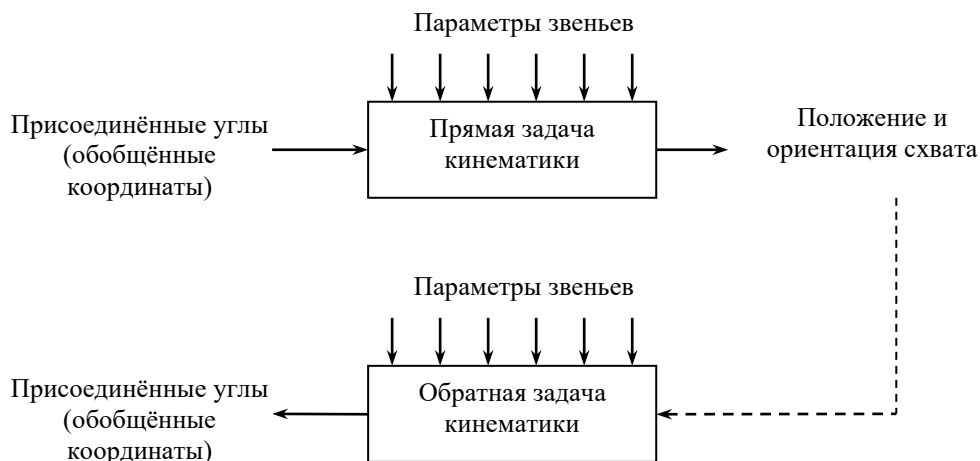 Параметры звеньев
Присоединённые углы
(обобщённые
координаты)
Прямая задача
кинематики
Положение и
ориентация схвата
Параметры звеньев
Присоединённые углы
(обобщённые
координаты)
Обратная задача
кинематики